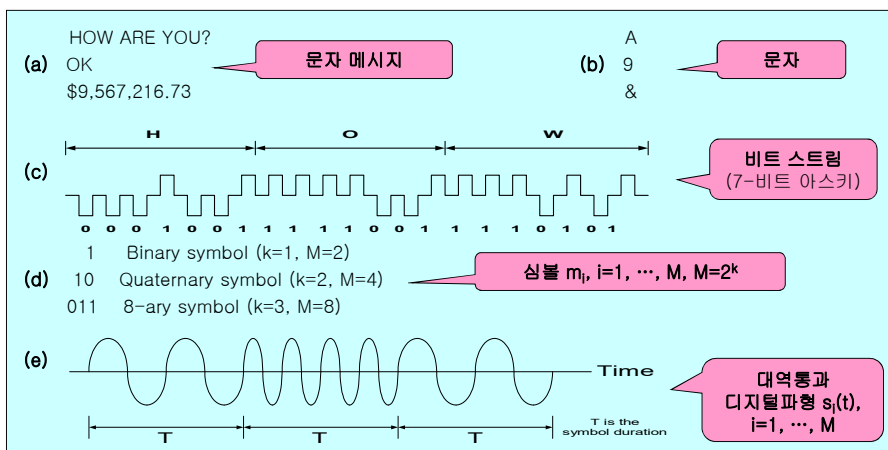 HOW ARE YOU?
(a) OK
$9,567,216.73
문자 메시지
A
(b) 9
&
문자
H O W
(c)
0 0 0 1 0 0 1 1 1 1 1 0 0 1 1 1 1 0 1 0 1
비트 스트림
(7-비트 아스키)
1 Binary symbol (k=1, M=2)
(d) 10 Quaternary symbol (k=2, M=4)
011 8-ary symbol (k=3, M=8)
심볼 mi, i=1, …, M, M=2k
(e)
Time
T T T
T is the
symbol duration
대역통과
디지털파형 si(t),
i=1, …, M